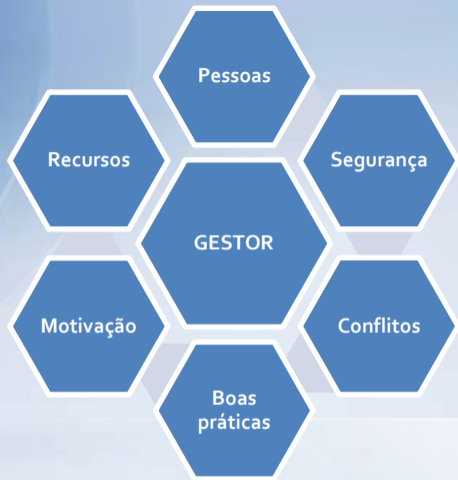 Pessoas
Recursos
Segurança
GESTOR
Motivação
Conflitos
Boas
práticas